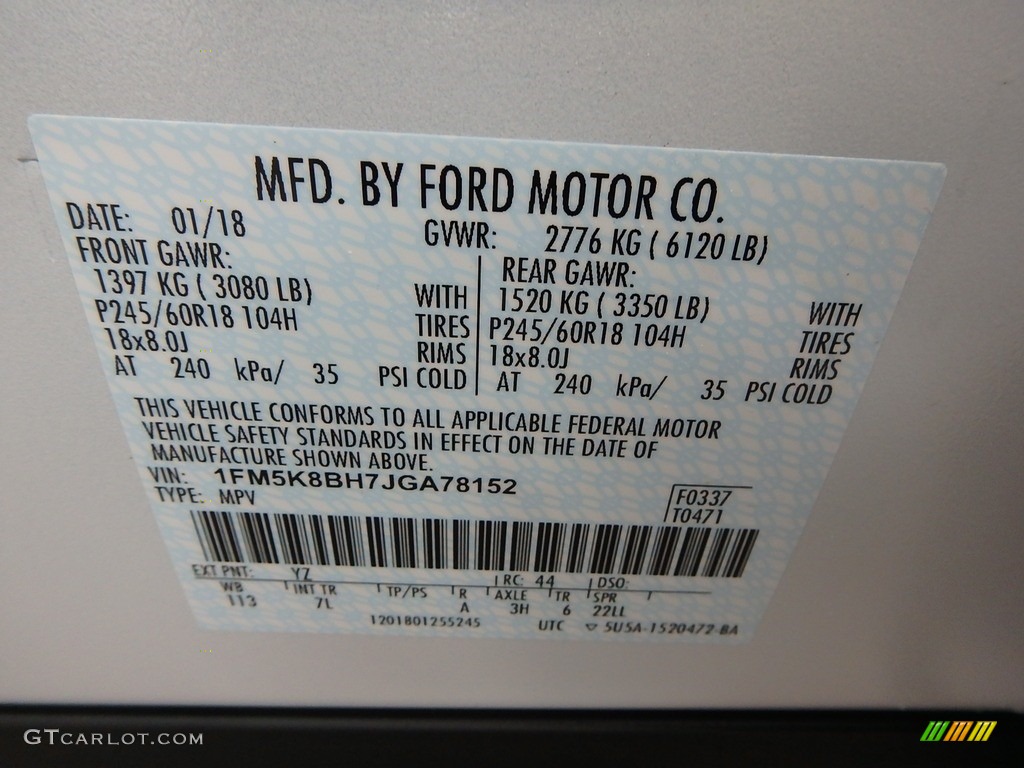 MFD. BY FORD MOTOR CO.
DATE: 01/18 GVWR: 2776 KG ( 6120 LB)
FRONT GAWR: REAR GAWR:
1397 KG ( 3080 LB) WITH 1520 KG ( 3350 LB) WITH
P245/60R18 104H TIRES P245/60R18 104H TIRES
18x8.0J RIMS 18x8.0J RIMS
AT 240 kPa/ 35 PSI COLD AT 240 kPa/ 35 PSI COLD
THIS VEHICLE CONFORMS TO ALL APPLICABLE FEDERAL MOTOR
VEHICLE SAFETY STANDARDS IN EFFECT ON THE DATE OF
MANUFACTURE SHOWN ABOVE.
VIN: 1FM5K8BH7JGA78152
TYPE: MPV F0337
T0471
EXT PNT: YZ RC: 44 DSO:
WB INT TR TP/PS R AXLE TR SPR
113 7L A 3H 6 22LL
1201801255245 UTC ▽ 5U5A-1520472-BA
GTCARLOT.COM